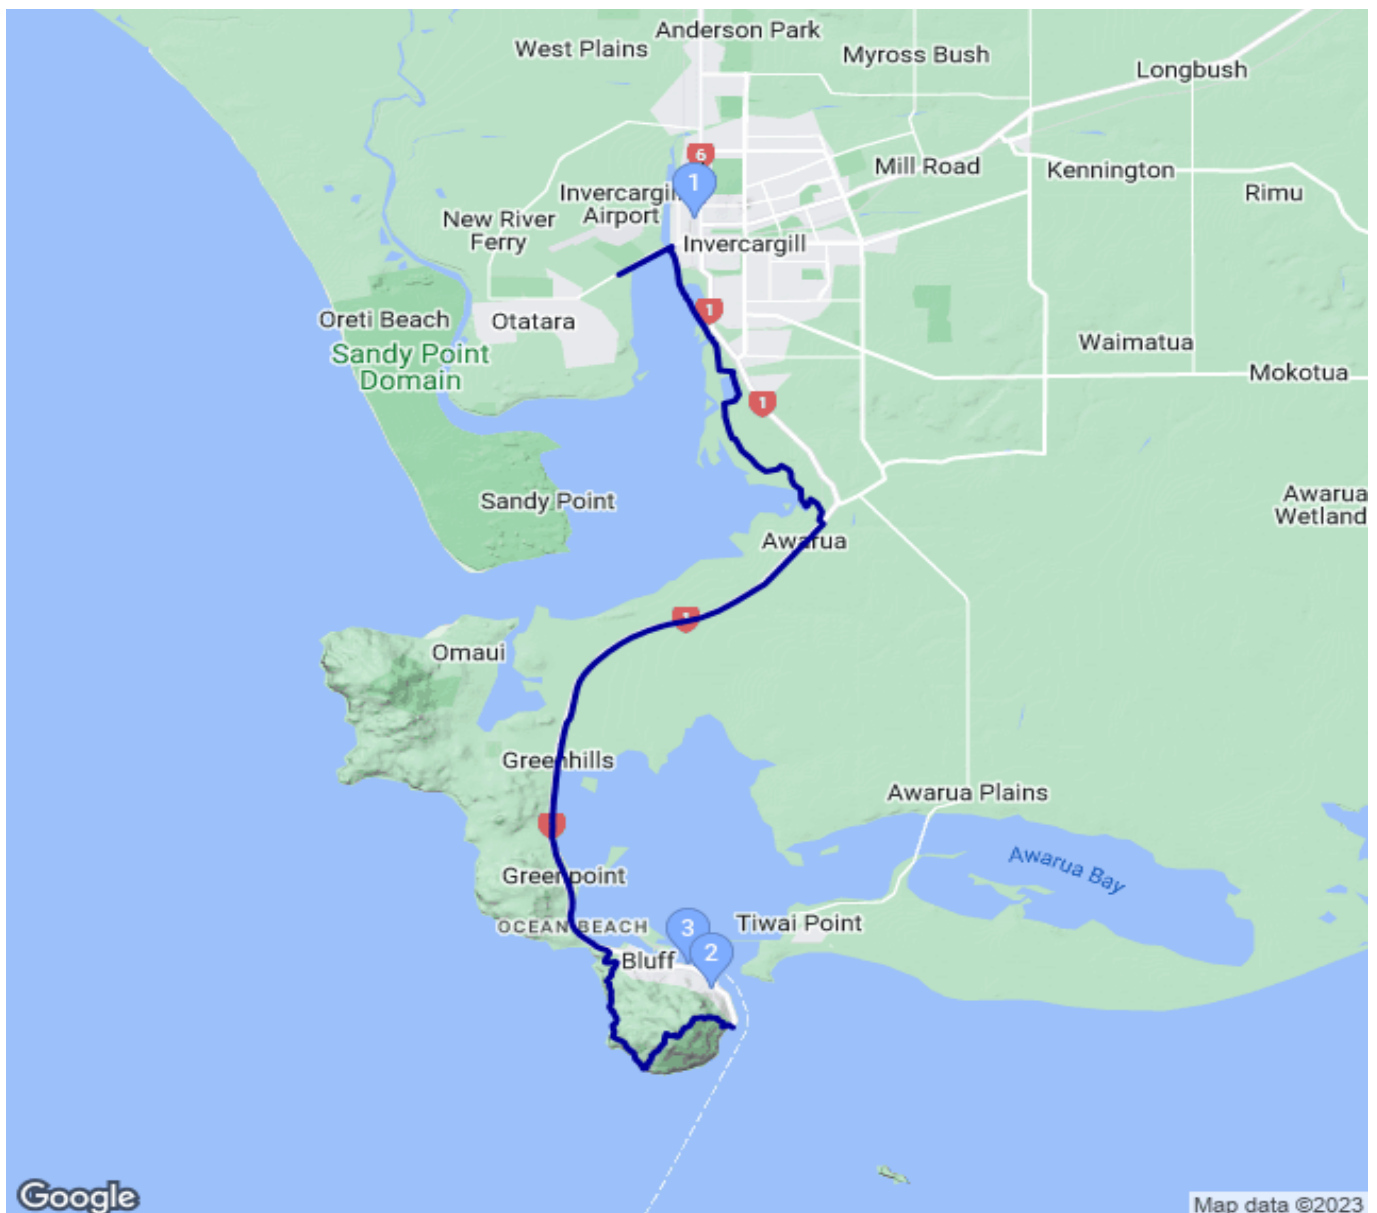 Anderson Park
West Plains
Myross Bush
Longbush
6
Mill Road
Kennington
1
Invercargill
Airport
Rimu
New River
Ferry
Invercargill
1
Oreti Beach
Otatara
Waimatua
Sandy Point
Domain
Mokotua
1
Sandy Point
Awarua
Wetland
Awarua
Omaui
Greenhills
Awarua Plains
Awarua Bay
Greenpoint
OCEAN BEACH
Tiwai Point
3
2
Bluff
Google
Map data ©2023